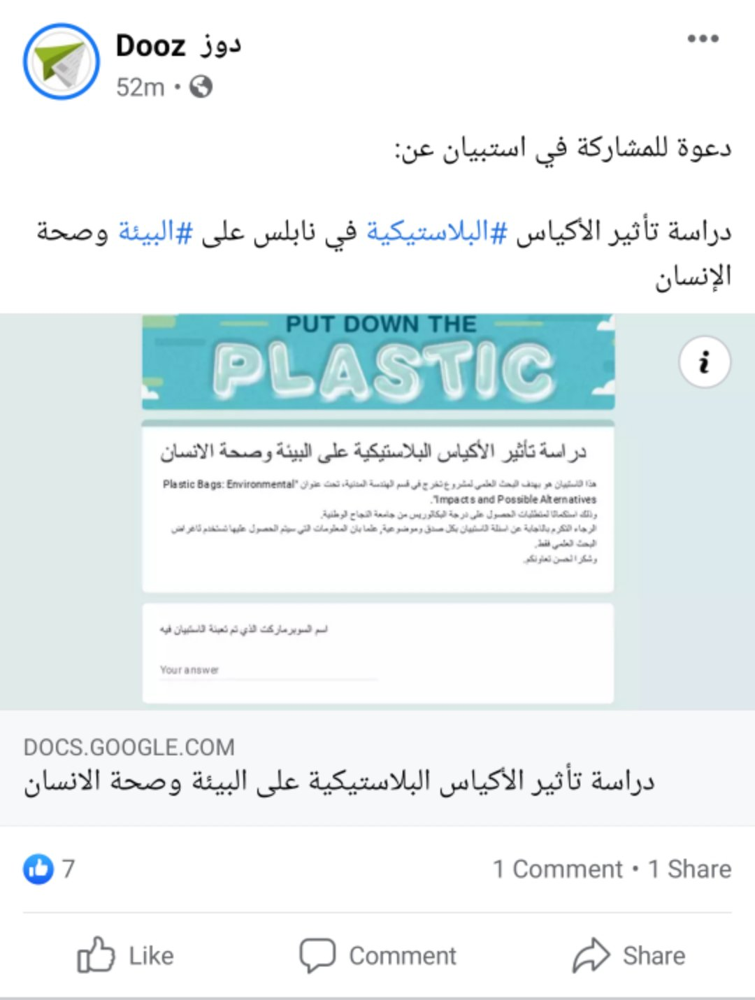 Dooz دوز
52m
دعوة للمشاركة في استبيان عن:
دراسة تأثير الأكياس #البلاستيكية في نابلس على #البيئة وصحة
الإنسان
PUT DOWN THE
PLASTIC
دراسة تأثير الأكياس البلاستيكية على البيئة وصحة الانسان
هذا الاستبيان هو بهدف البحث العلمي لمشروع تخرج في قسم الهندسة المدنية، تحت عنوان "Plastic Bags: Environmental
Impacts and Possible Alternatives".
وذلك استكمالا لمتطلبات الحصول على درجة البكالوريس من جامعة النجاح الوطنية.
الرجاء التكرم بالاجابة عن اسئلة الاستبيان بكل صدق وموضوعية, علما بان المعلومات التي سيتم الحصول عليها تستخدم لاغراض
البحث العلمي فقط.
وشكرا لحسن تعاونكم.
اسم السوبرماركت الذي تم تعبئة الاستبيان فيه
Your answer
DOCS.GOOGLE.COM
دراسة تأثير الأكياس البلاستيكية على البيئة وصحة الانسان
7
1 Comment • 1 Share
Like
Comment
Share